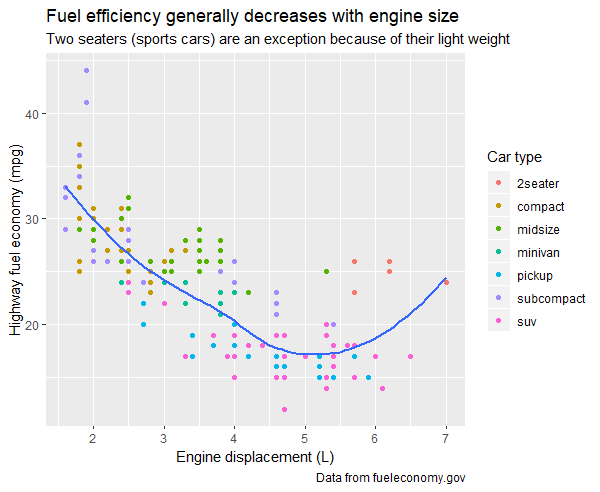 Fuel efficiency generally decreases with engine size
Two seaters (sports cars) are an exception because of their light weight
Highway fuel economy (mpg)
40
30
20
2 3 4 5 6 7
Engine displacement (L)
Car type
2seater
compact
midsize
minivan
pickup
subcompact
suv
Data from fueleconomy.gov